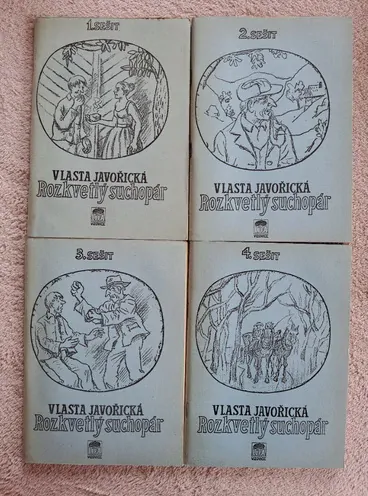 1. SEŠIT
VLASTA JAVOŘICKÁ
Rozkvetlý suchopár
2. SEŠIT
VLASTA JAVOŘICKÁ
Rozkvetlý suchopár
3. SEŠIT
VLASTA JAVOŘICKÁ
Rozkvetlý suchopár
4. SEŠIT
VLASTA JAVOŘICKÁ
Rozkvetlý suchopár